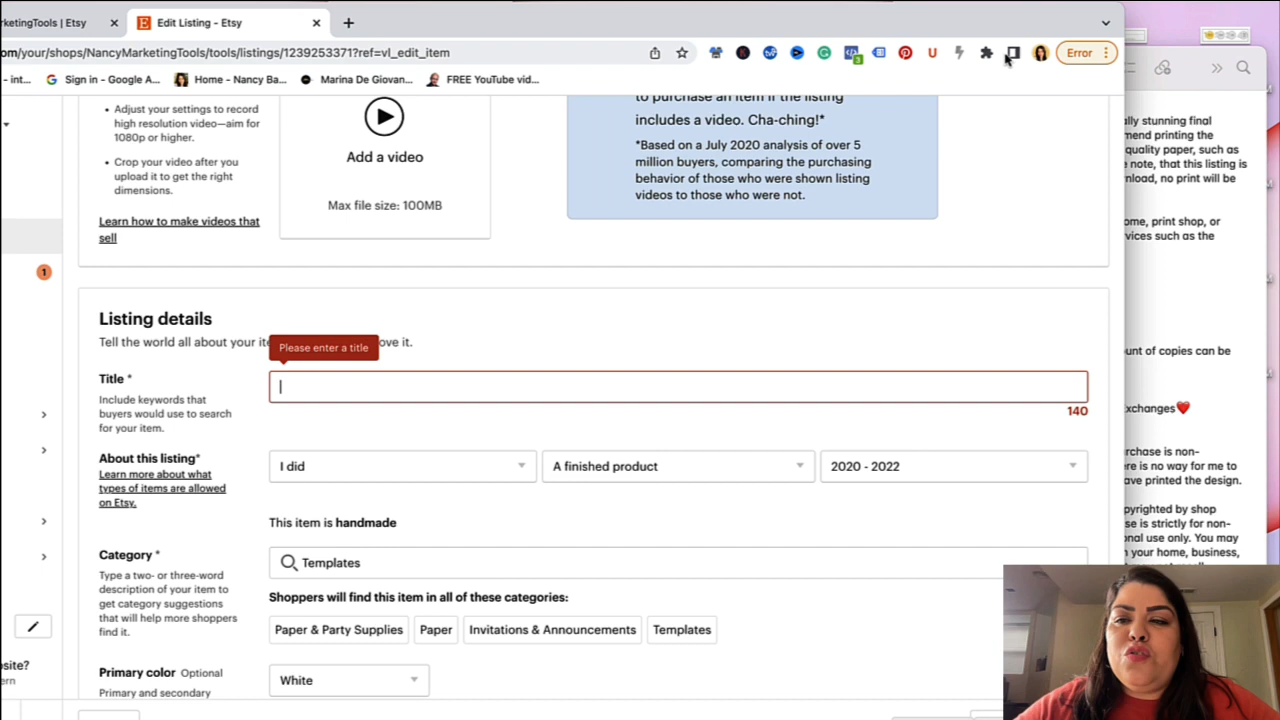 rketingTools | Etsy
Edit Listing - Etsy
om/your/shops/NancyMarketingTools/tools/listings/1239253371?ref=vl_edit_item
3
Error
- int...
Sign in - Google A...
Home - Nancy Ba...
Marina De Giovan...
FREE YouTube vid...
• Adjust your settings to record
high resolution video—aim for
1080p or higher.
• Crop your video after you
upload it to get the right
dimensions.
Learn how to make videos that
sell
Add a video
Max file size: 100MB
to purchase an item if the listing
includes a video. Cha-ching!*
*Based on a July 2020 analysis of over 5
million buyers, comparing the purchasing
behavior of those who were shown listing
videos to those who were not.
1
Listing details
Tell the world all about your ite
ove it.
Please enter a title
Title *
Include keywords that
buyers would use to search
for your item.
140
About this listing*
Learn more about what
types of items are allowed
on Etsy.
I did
A finished product
2020 - 2022
This item is handmade
Category *
Type a two- or three-word
description of your item to
get category suggestions
that will help more shoppers
find it.
Templates
Shoppers will find this item in all of these categories:
Paper & Party Supplies
Paper
Invitations & Announcements
Templates
Primary color Optional
Primary and secondary
White
osite?
ern
ally stunning final
mend printing the
quality paper, such as
note, that this listing is
nload, no print will be
ome, print shop, or
vices such as the
unt of copies can be
xchanges❤️
rchase is non-
ere is no way for me to
ave printed the design.
pyrighted by shop
se is strictly for non-
onal use only. You may
your home, business,